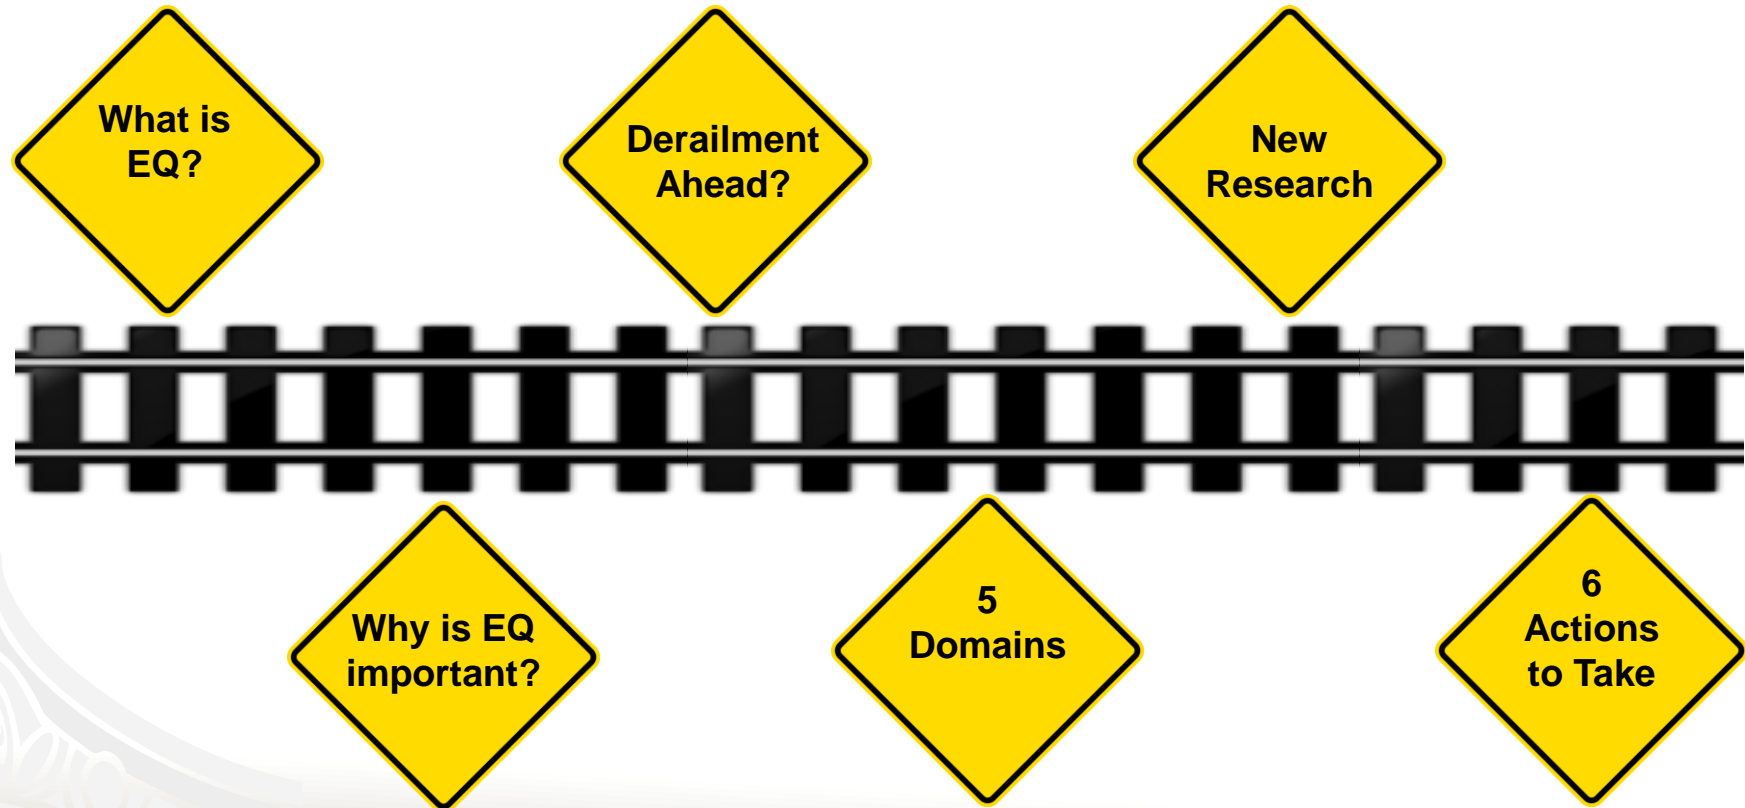 What is
EQ?
Derailment
Ahead?
New
Research
Why is EQ
important?
5
Domains
6
Actions
to Take